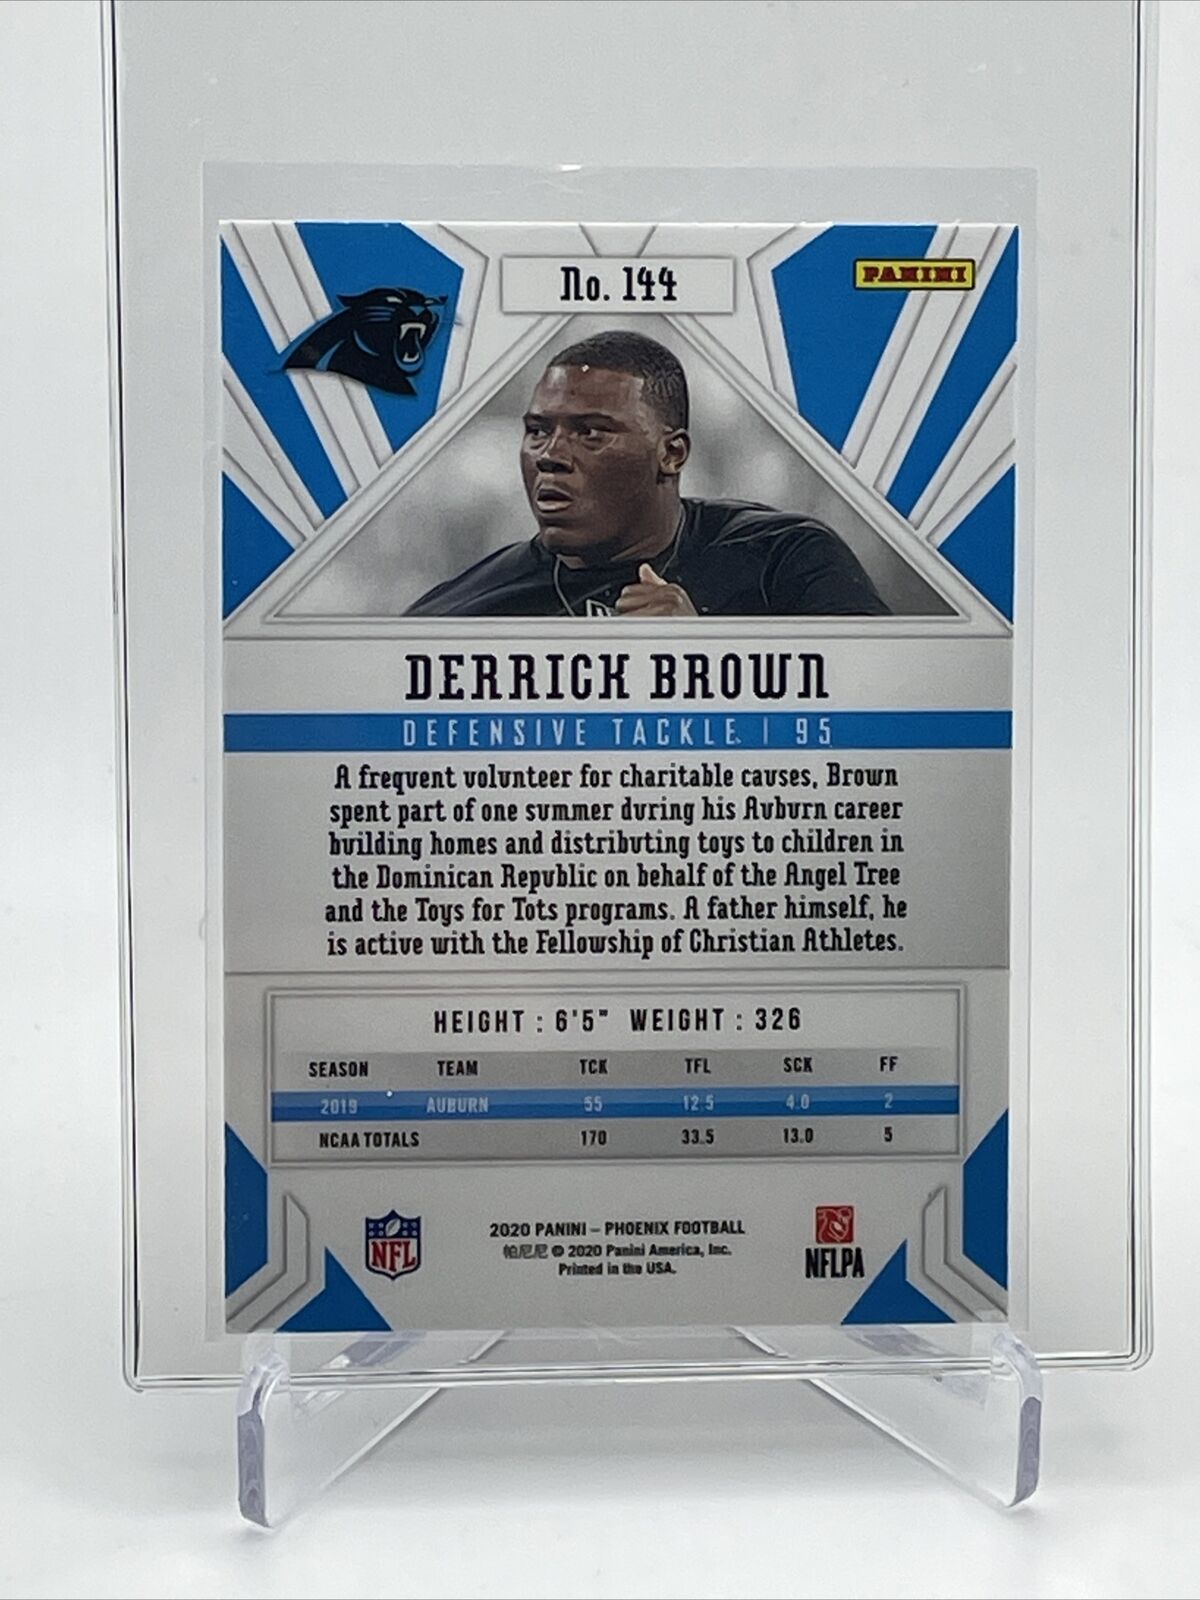 No. 144
PANINI
DERRICK BROWN
DEFENSIVE TACKLE | 95
A frequent volunteer for charitable causes, Brown
spent part of one summer during his Auburn career
building homes and distributing toys to children in
the Dominican Republic on behalf of the Angel Tree
and the Toys for Tots programs. A father himself, he
is active with the Fellowship of Christian Athletes.
HEIGHT : 6'5" WEIGHT : 326
SEASON TEAM TCK TFL SCK FF
2019 AUBURN 55 12.5 4.0 2
NCAA TOTALS 170 33.5 13.0 5
NFL
2020 PANINI – PHOENIX FOOTBALL
帕尼尼 © 2020 Panini America, Inc.
Printed in the USA.
NFLPA